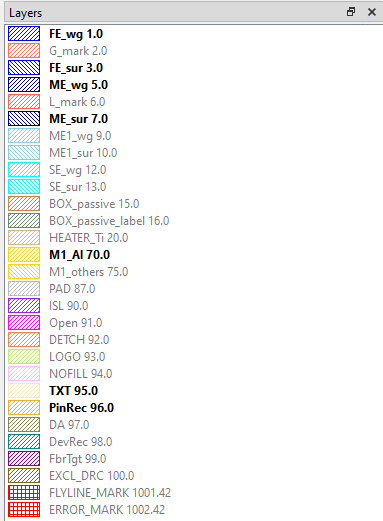 Layers
FE_wg 1.0
G_mark 2.0
FE_sur 3.0
ME_wg 5.0
L_mark 6.0
ME_sur 7.0
ME1_wg 9.0
ME1_sur 10.0
SE_wg 12.0
SE_sur 13.0
BOX_passive 15.0
BOX_passive_label 16.0
HEATER_Ti 20.0
M1_Al 70.0
M1_others 75.0
PAD 87.0
ISL 90.0
Open 91.0
DETCH 92.0
LOGO 93.0
NOFILL 94.0
TXT 95.0
PinRec 96.0
DA 97.0
DevRec 98.0
FbrTgt 99.0
EXCL_DRC 100.0
FLYLINE_MARK 1001.42
ERROR_MARK 1002.42